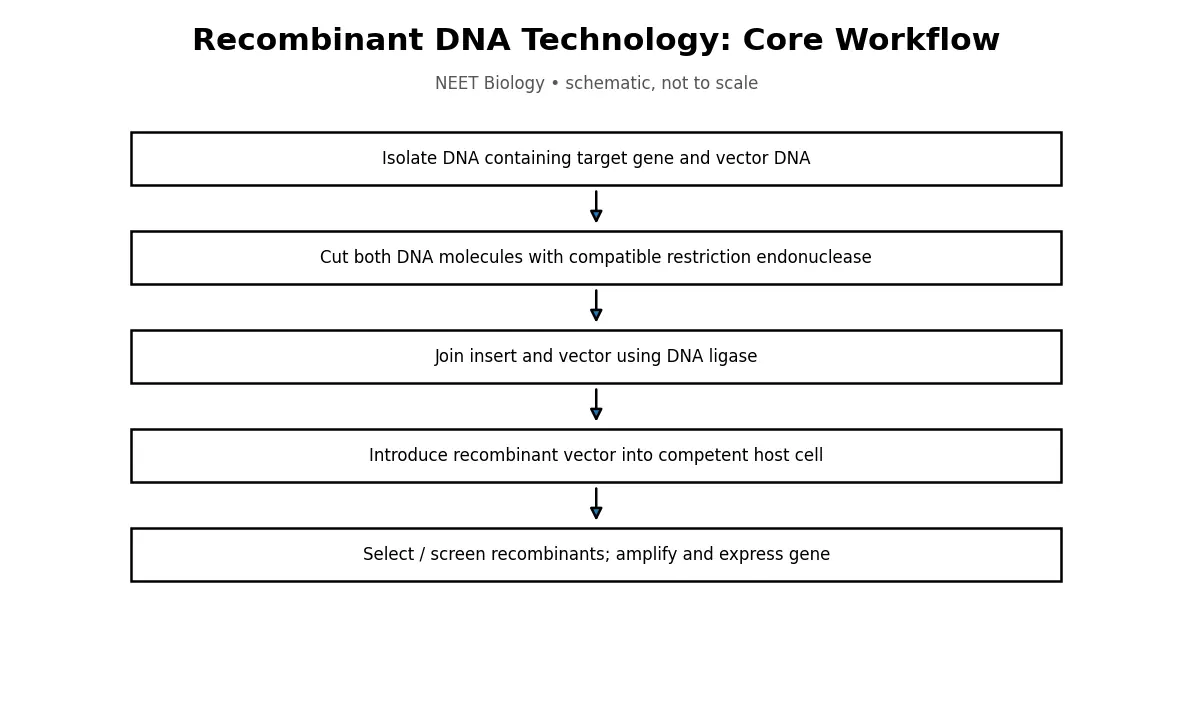 Recombinant DNA Technology: Core Workflow
NEET Biology • schematic, not to scale
Isolate DNA containing target gene and vector DNA
Cut both DNA molecules with compatible restriction endonuclease
Join insert and vector using DNA ligase
Introduce recombinant vector into competent host cell
Select / screen recombinants; amplify and express gene